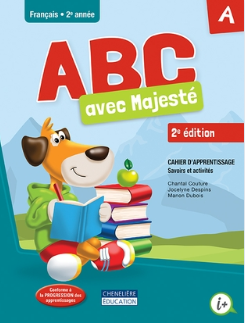 Français • 2e année
A
ABC
avec Majesté
2e édition
CAHIER D'APPRENTISSAGE
Savoirs et activités
Chantal Couture
Jocelyne Desbiens
Manon Dubois
Conforme à
la PROGRESSION des
apprentissages
CHENELIÈRE
ÉDUCATION
i+